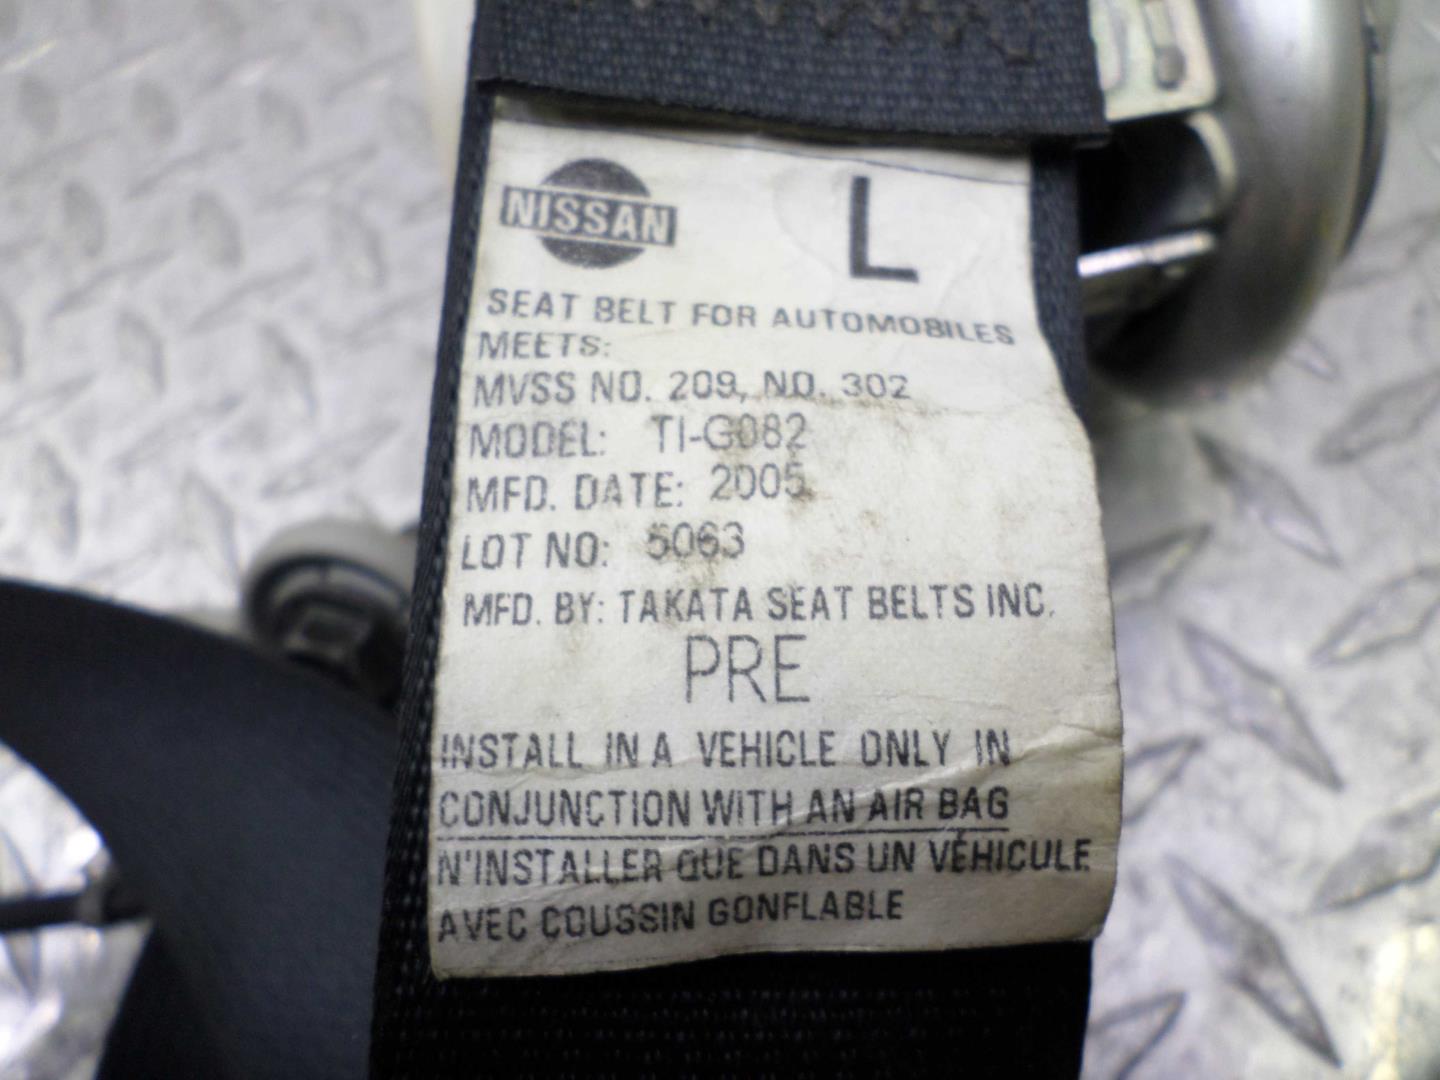 NISSAN L
SEAT BELT FOR AUTOMOBILES
MEETS:
MVSS NO. 209, NO. 302
MODEL: TI-G082
MFD. DATE: 2005
LOT NO: 5063
MFD. BY: TAKATA SEAT BELTS INC.
PRE
INSTALL IN A VEHICLE ONLY IN
CONJUNCTION WITH AN AIR BAG
N'INSTALLER QUE DANS UN VÉHICULE
AVEC COUSSIN GONFLABLE